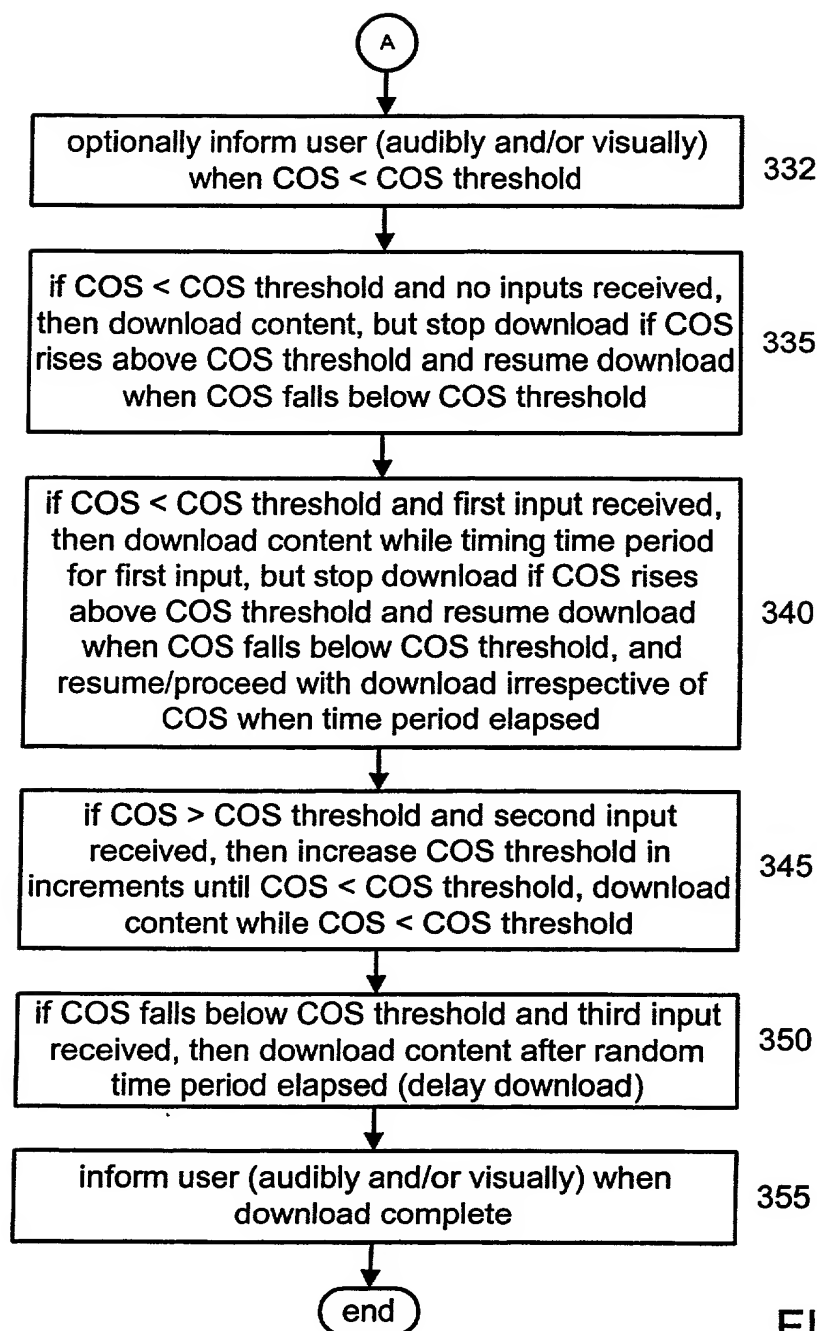 A
optionally inform user (audibly and/or visually)
when COS < COS threshold
332
if COS < COS threshold and no inputs received,
then download content, but stop download if COS
rises above COS threshold and resume download
when COS falls below COS threshold
335
if COS < COS threshold and first input received,
then download content while timing time period
for first input, but stop download if COS rises
above COS threshold and resume download
when COS falls below COS threshold, and
resume/proceed with download irrespective of
COS when time period elapsed
340
if COS > COS threshold and second input
received, then increase COS threshold in
increments until COS < COS threshold, download
content while COS < COS threshold
345
if COS falls below COS threshold and third input
received, then download content after random
time period elapsed (delay download)
350
inform user (audibly and/or visually) when
download complete
355
end